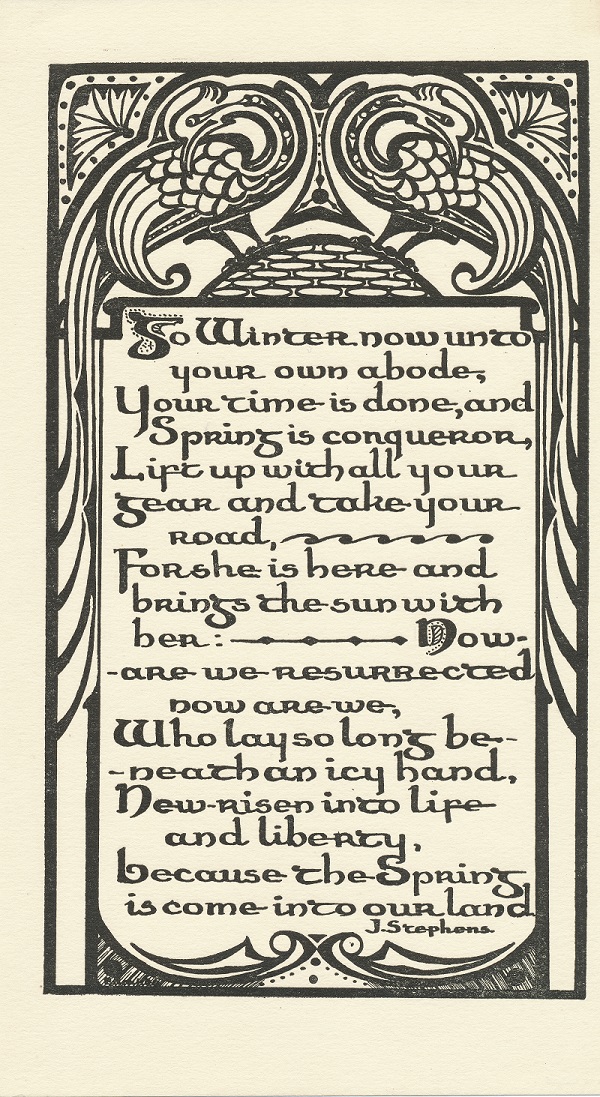 Go Winter now unto
your own abode,
Your time is done, and
Spring is conqueror,
Lift up with all your
gear and take your
road,
For she is here and
brings the sun with
her: Now-
-are we resurrected
now are we,
Who lay so long be-
-neath an icy hand,
New-risen into life
and liberty,
because the Spring
is come into our land
J. Stephens